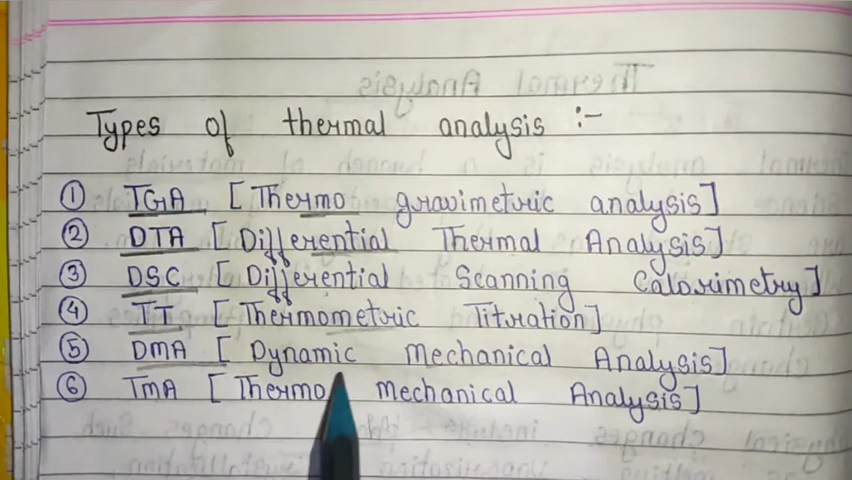 Types of thermal analysis :-
① TGA [Thermo gravimetric analysis]
② DTA [Differential Thermal Analysis]
③ DSC [Differential Scanning Calorimetry]
④ TT [Thermometric Titration]
⑤ DMA [Dynamic Mechanical Analysis]
⑥ TMA [Thermo Mechanical Analysis]